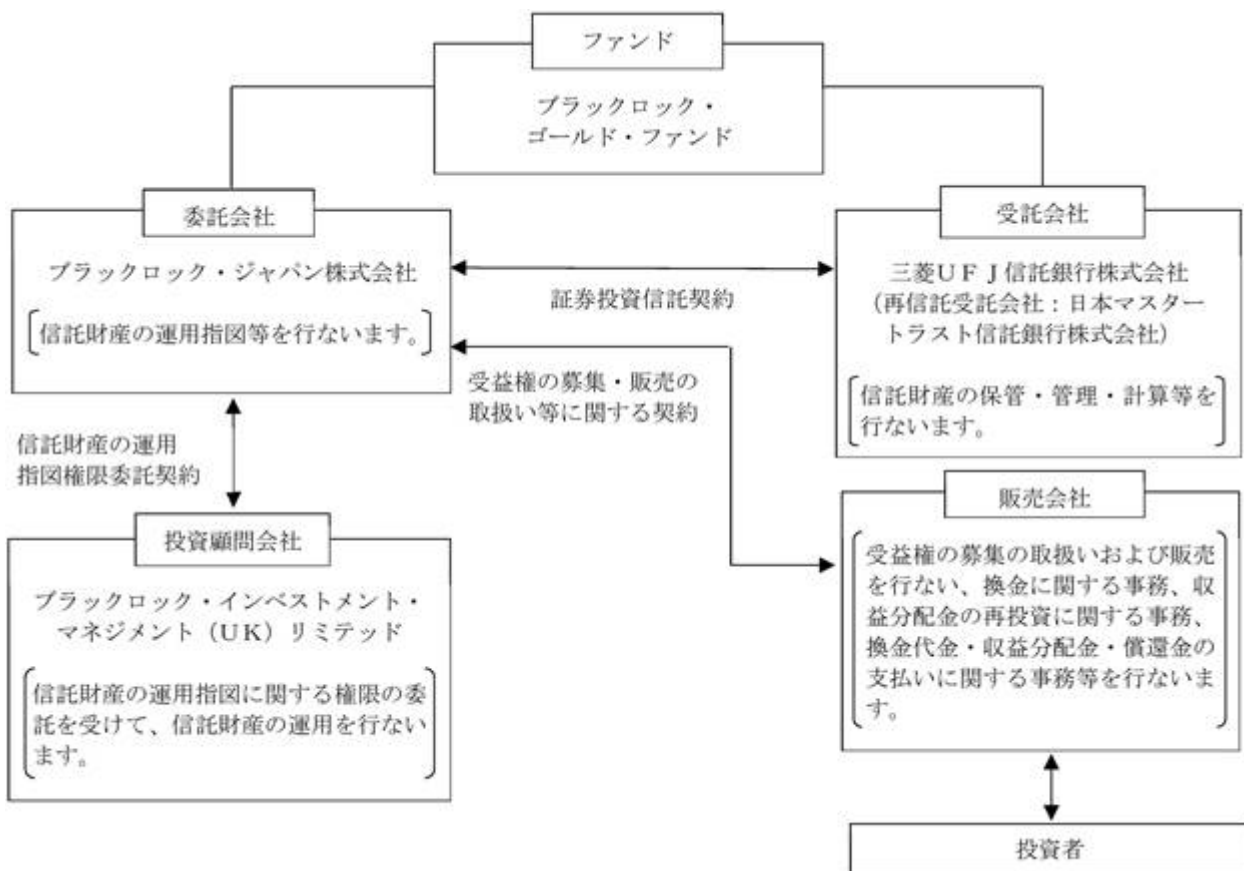 ファンド
ブラックロック・
ゴールド・ファンド
委託会社
ブラックロック・ジャパン株式会社
信託財産の運用指図等を行ないます。
証券投資信託契約
受託会社
三菱ＵＦＪ信託銀行株式会社
（再信託受託会社：日本マスター
トラスト信託銀行株式会社）
信託財産の保管・管理・計算等を
行ないます。
受益権の募集・販売の
取扱い等に関する契約
信託財産の運用
指図権限委託契約
投資顧問会社
ブラックロック・インベストメント・
マネジメント（ＵＫ）リミテッド
信託財産の運用指図に関する権限の委
託を受けて、信託財産の運用を行ない
ます。
販売会社
受益権の募集の取扱いおよび販売
を行ない、換金に関する事務、収
益分配金の再投資に関する事務、
換金代金・収益分配金・償還金の
支払いに関する事務等を行ないま
す。
投資者